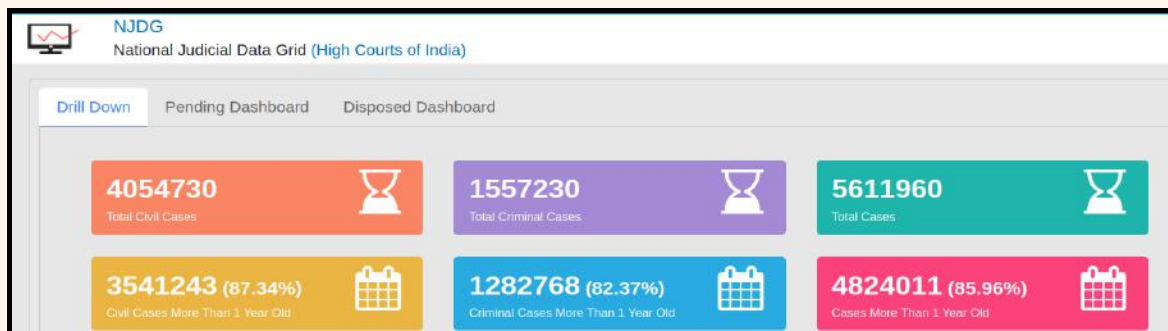 NJDG
National Judicial Data Grid (High Courts of India)
Drill Down Pending Dashboard Disposed Dashboard
4054730 1557230 5611960
Total Civil Cases Total Criminal Cases Total Cases
3541243 (87.34%) 1282768 (82.37%) 4824011 (85.96%)
Civil Cases More Than 1 Year Old Criminal Cases More Than 1 Year Old Cases More Than 1 Year Old